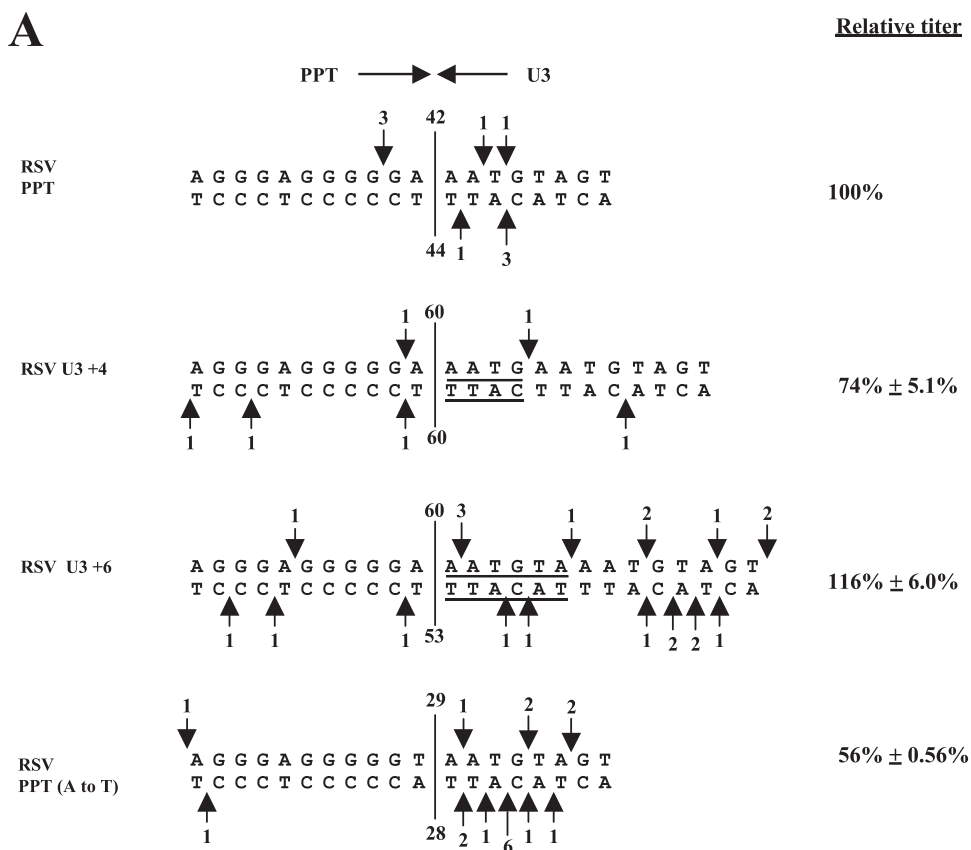 A
Relative titer
PPT U3
3 42 1 1
RSV
PPT
A G G G A G G G G G A A A T G T A G T
T C C C T C C C C C T T T A C A T C A
100%
44 1 3
1 60 1
RSV U3 +4
A G G G A G G G G G A A A T G A A T G T A G T
T C C C T C C C C C T T T A C T T A C A T C A
74% ± 5.1%
1 1 1 60 1
1 60 3 1 2 1 2
RSV U3 +6
A G G G A G G G G G A A A T G T A A A T G T A G T
T C C C T C C C C C T T T A C A T T T A C A T C A
116% ± 6.0%
1 1 1 53 1 1 1 2 2 1
1 29 1 2 2
RSV
PPT (A to T)
A G G G A G G G G G T A A T G T A G T
T C C C T C C C C C A T T A C A T C A
56% ± 0.56%
1 28 2 1 6 1 1